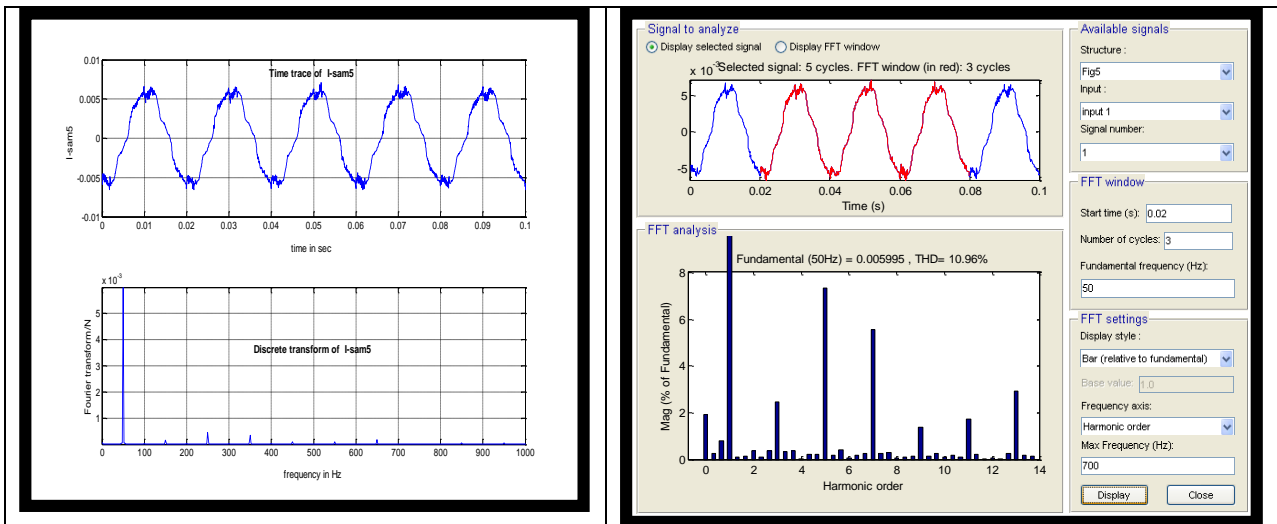 Time trace of I-sam5
0.01
0.005
0
-0.005
-0.01
I-sam5
0 0.01 0.02 0.03 0.04 0.05 0.06 0.07 0.08 0.09 0.1
time in sec
x 10^-3
5
4
3
2
1
Fourier transform/N
Discrete transform of I-sam5
0 100 200 300 400 500 600 700 800 900 1000
frequency in Hz
Signal to analyze
Display selected signal Display FFT window
x 10^-3 Selected signal: 5 cycles. FFT window (in red): 3 cycles
5
0
-5
0 0.02 0.04 0.06 0.08 0.1
Time (s)
FFT analysis
Fundamental (50Hz) = 0.005995 , THD= 10.96%
8
6
4
2
0
Mag (% of Fundamental)
0 2 4 6 8 10 12 14
Harmonic order
Available signals
Structure :
Fig5
Input :
input 1
Signal number:
1
FFT window
Start time (s): 0.02
Number of cycles: 3
Fundamental frequency (Hz):
50
FFT settings
Display style :
Bar (relative to fundamental)
Base value: 1.0
Frequency axis:
Harmonic order
Max Frequency (Hz):
700
Display Close